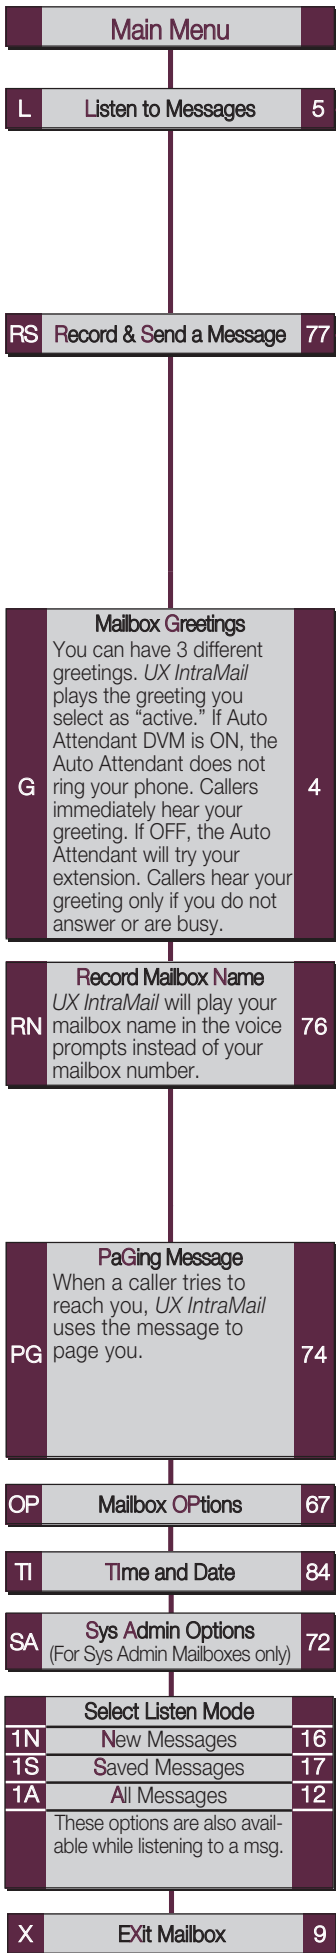 Main Menu
L Listen to Messages 5
RS Record & Send a Message 77
Mailbox Greetings
You can have 3 different
greetings. UX IntraMail
plays the greeting you
select as “active.” If Auto
Attendant DVM is ON, the
Auto Attendant does not
ring your phone. Callers
G immediately hear your 4
greeting. If OFF, the Auto
Attendant will try your
extension. Callers hear your
greeting only if you do not
answer or are busy.
Record Mailbox Name
UX IntraMail will play your
RN mailbox name in the voice 76
prompts instead of your
mailbox number.
PaGing Message
When a caller tries to
reach you, UX IntraMail
uses the message to
PG page you. 74
OP Mailbox OPtions 67
TI TIme and Date 84
SA Sys Admin Options 72
(For Sys Admin Mailboxes only)
Select Listen Mode
1N New Messages 16
1S Saved Messages 17
1A All Messages 12
These options are also avail-
able while listening to a msg.
X EXit Mailbox 9